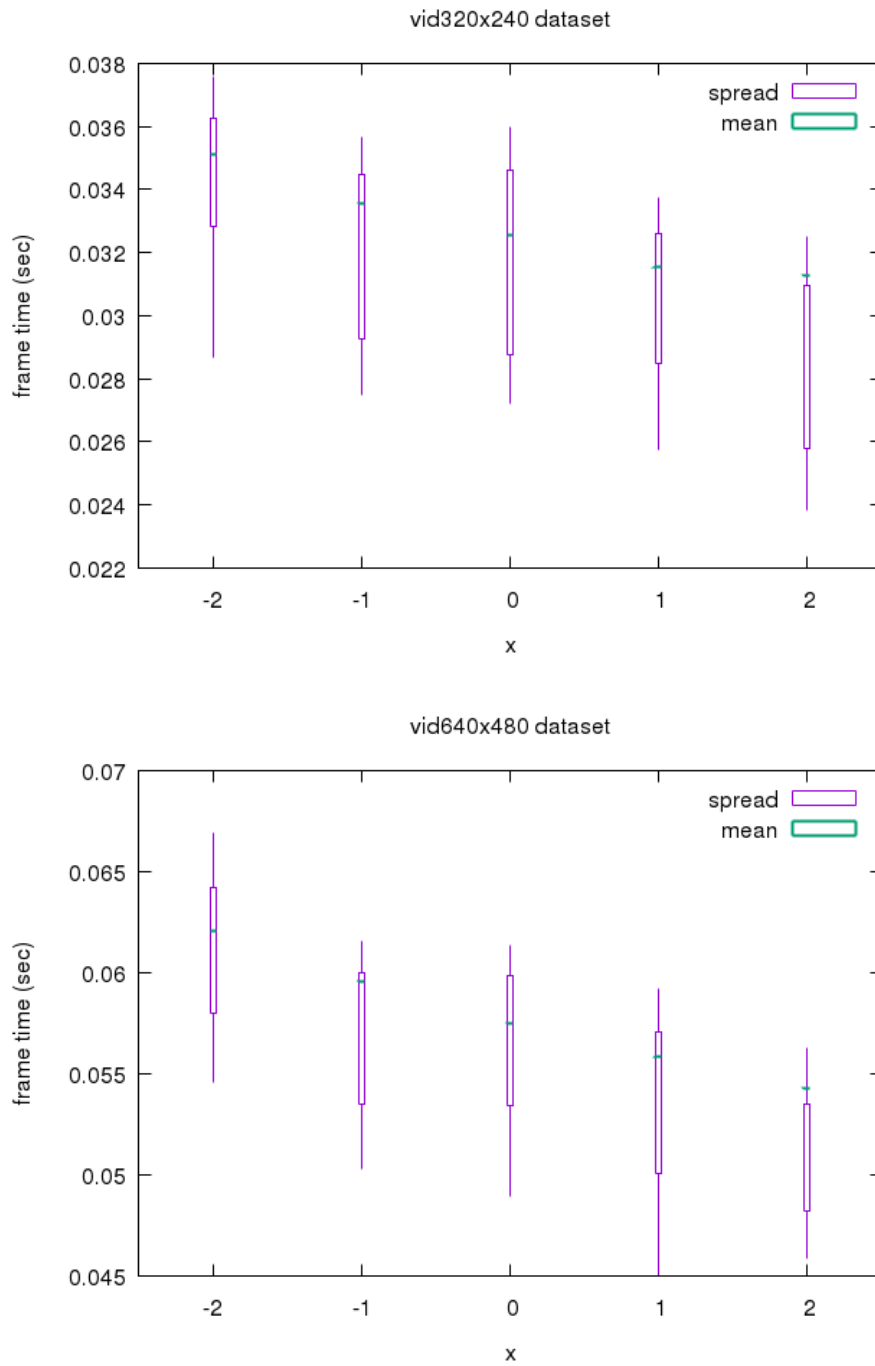 vid320x240 dataset
0.038
0.036
0.034
0.032
0.03
0.028
0.026
0.024
0.022
frame time (sec)
spread
mean
-2 -1 0 1 2
x
vid640x480 dataset
0.07
0.065
0.06
0.055
0.05
0.045
frame time (sec)
spread
mean
-2 -1 0 1 2
x